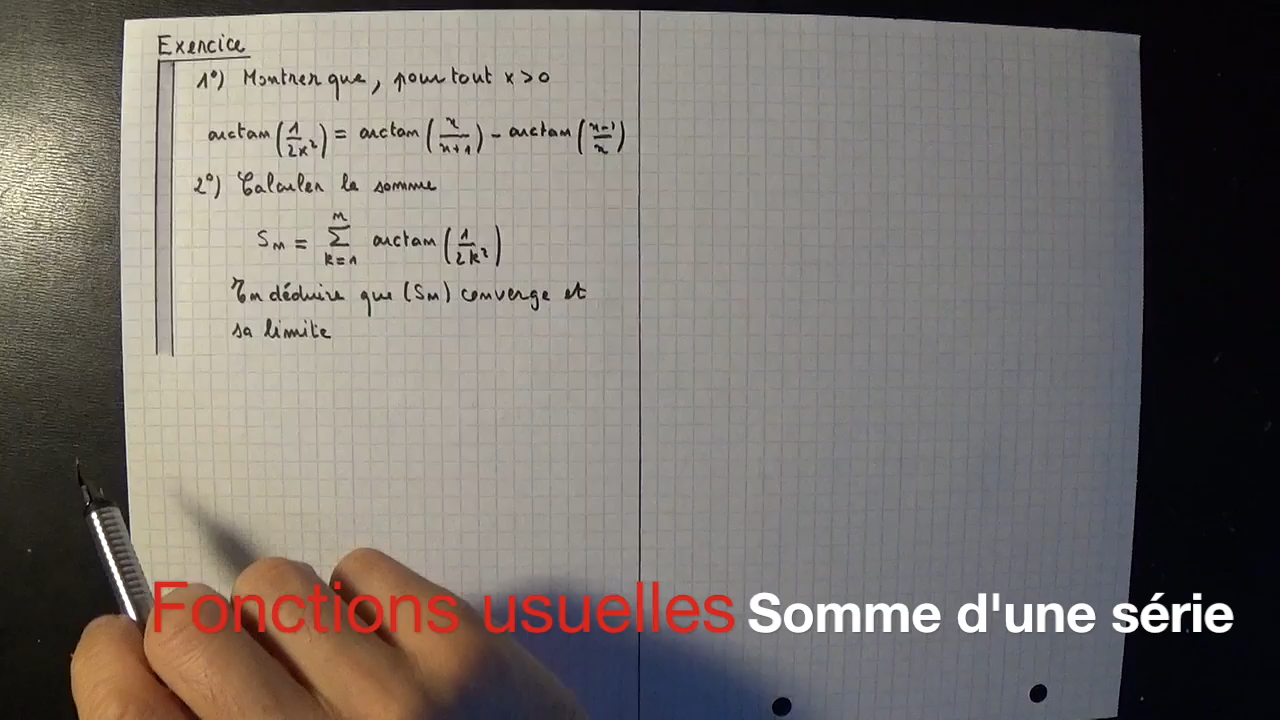 Exercice
1°) Montrer que, pour tout x > 0
arctan(1/2x²) = arctan(x/x+1) - arctan(x-1/x)
2°) Calculer la somme
Sn = Σ k=1 n arctan(1/2k²)
En déduire que (Sn) converge et
sa limite
Fonctions usuelles Somme d'une série